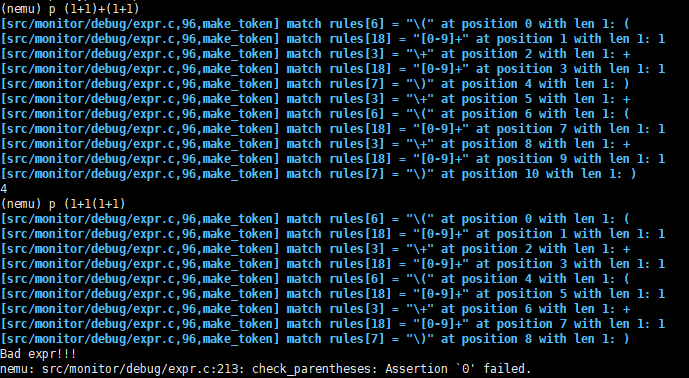 (nemu) p (1+1)+(1+1)
[src/monitor/debug/expr.c,96,make_token] match rules[6] = "\(" at position 0 with len 1: (
[src/monitor/debug/expr.c,96,make_token] match rules[18] = "[0-9]+" at position 1 with len 1: 1
[src/monitor/debug/expr.c,96,make_token] match rules[3] = "\+" at position 2 with len 1: +
[src/monitor/debug/expr.c,96,make_token] match rules[18] = "[0-9]+" at position 3 with len 1: 1
[src/monitor/debug/expr.c,96,make_token] match rules[7] = "\)" at position 4 with len 1: )
[src/monitor/debug/expr.c,96,make_token] match rules[3] = "\+" at position 5 with len 1: +
[src/monitor/debug/expr.c,96,make_token] match rules[6] = "\(" at position 6 with len 1: (
[src/monitor/debug/expr.c,96,make_token] match rules[18] = "[0-9]+" at position 7 with len 1: 1
[src/monitor/debug/expr.c,96,make_token] match rules[3] = "\+" at position 8 with len 1: +
[src/monitor/debug/expr.c,96,make_token] match rules[18] = "[0-9]+" at position 9 with len 1: 1
[src/monitor/debug/expr.c,96,make_token] match rules[7] = "\)" at position 10 with len 1: )
4
(nemu) p (1+1(1+1)
[src/monitor/debug/expr.c,96,make_token] match rules[6] = "\(" at position 0 with len 1: (
[src/monitor/debug/expr.c,96,make_token] match rules[18] = "[0-9]+" at position 1 with len 1: 1
[src/monitor/debug/expr.c,96,make_token] match rules[3] = "\+" at position 2 with len 1: +
[src/monitor/debug/expr.c,96,make_token] match rules[18] = "[0-9]+" at position 3 with len 1: 1
[src/monitor/debug/expr.c,96,make_token] match rules[6] = "\(" at position 4 with len 1: (
[src/monitor/debug/expr.c,96,make_token] match rules[18] = "[0-9]+" at position 5 with len 1: 1
[src/monitor/debug/expr.c,96,make_token] match rules[3] = "\+" at position 6 with len 1: +
[src/monitor/debug/expr.c,96,make_token] match rules[18] = "[0-9]+" at position 7 with len 1: 1
[src/monitor/debug/expr.c,96,make_token] match rules[7] = "\)" at position 8 with len 1: )
Bad expr!!!
nemu: src/monitor/debug/expr.c:213: check_parentheses: Assertion `0' failed.